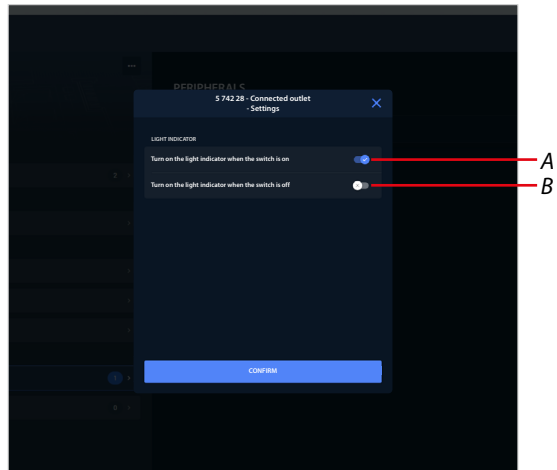 PERIPHERALS
5 742 28 - Connected outlet
- Settings
LIGHT INDICATOR
Turn on the light indicator when the switch is on
A
Turn on the light indicator when the switch is off
B
CONFIRM